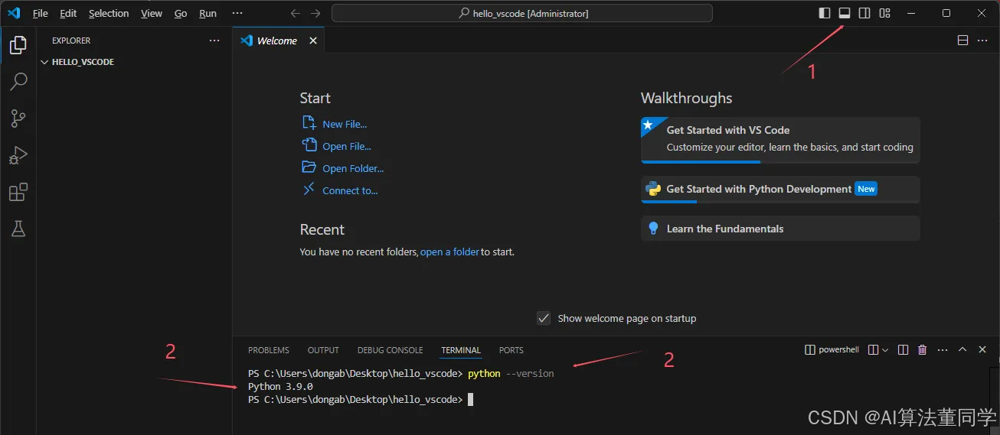 File Edit Selection View Go Run ···
hello_vscode [Administrator]
EXPLORER ···
HELLO_VSCODE
Welcome
1
Start
New File...
Open File...
Open Folder...
Connect to...
Recent
You have no recent folders, open a folder to start.
Walkthroughs
Get Started with VS Code
Customize your editor, learn the basics, and start coding
Get Started with Python Development New
Learn the Fundamentals
Show welcome page on startup
PROBLEMS OUTPUT DEBUG CONSOLE TERMINAL PORTS
powershell
2
2
PS C:\Users\dongab\Desktop\hello_vscode> python --version
Python 3.9.0
PS C:\Users\dongab\Desktop\hello_vscode>
CSDN @AI算法董同学